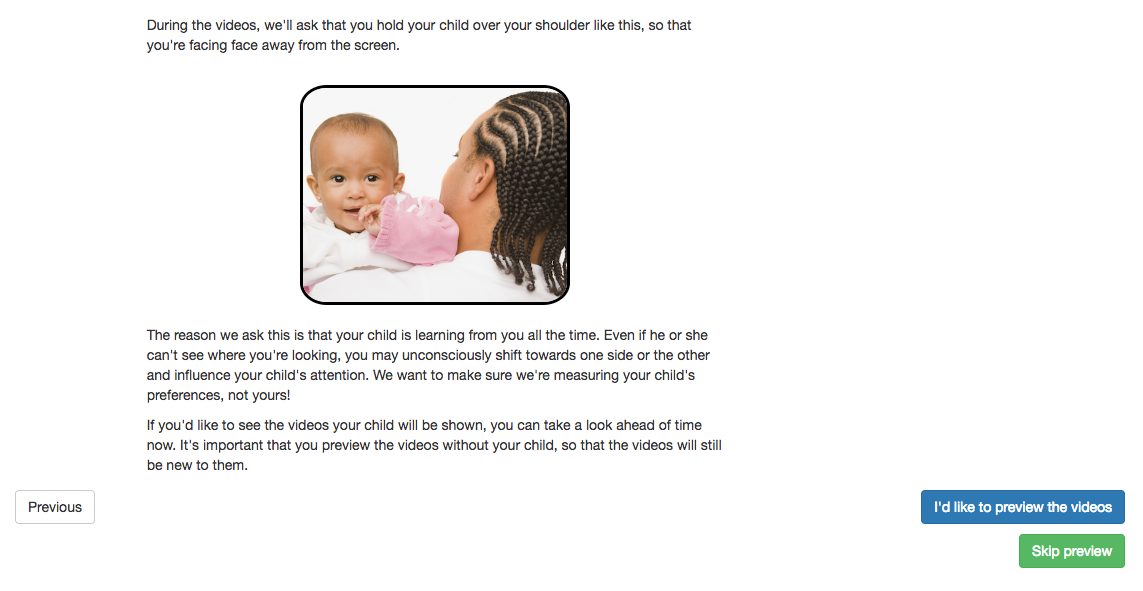 During the videos, we'll ask that you hold your child over your shoulder like this, so that
you're facing face away from the screen.
The reason we ask this is that your child is learning from you all the time. Even if he or she
can't see where you're looking, you may unconsciously shift towards one side or the other
and influence your child's attention. We want to make sure we're measuring your child's
preferences, not yours!
If you'd like to see the videos your child will be shown, you can take a look ahead of time
now. It's important that you preview the videos without your child, so that the videos will still
be new to them.
Previous
I'd like to preview the videos
Skip preview